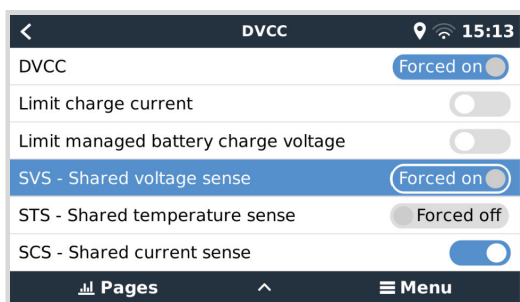 DVCC 15:13
DVCC Forced on
Limit charge current
Limit managed battery charge voltage
SVS - Shared voltage sense Forced on
STS - Shared temperature sense Forced off
SCS - Shared current sense
Pages Menu